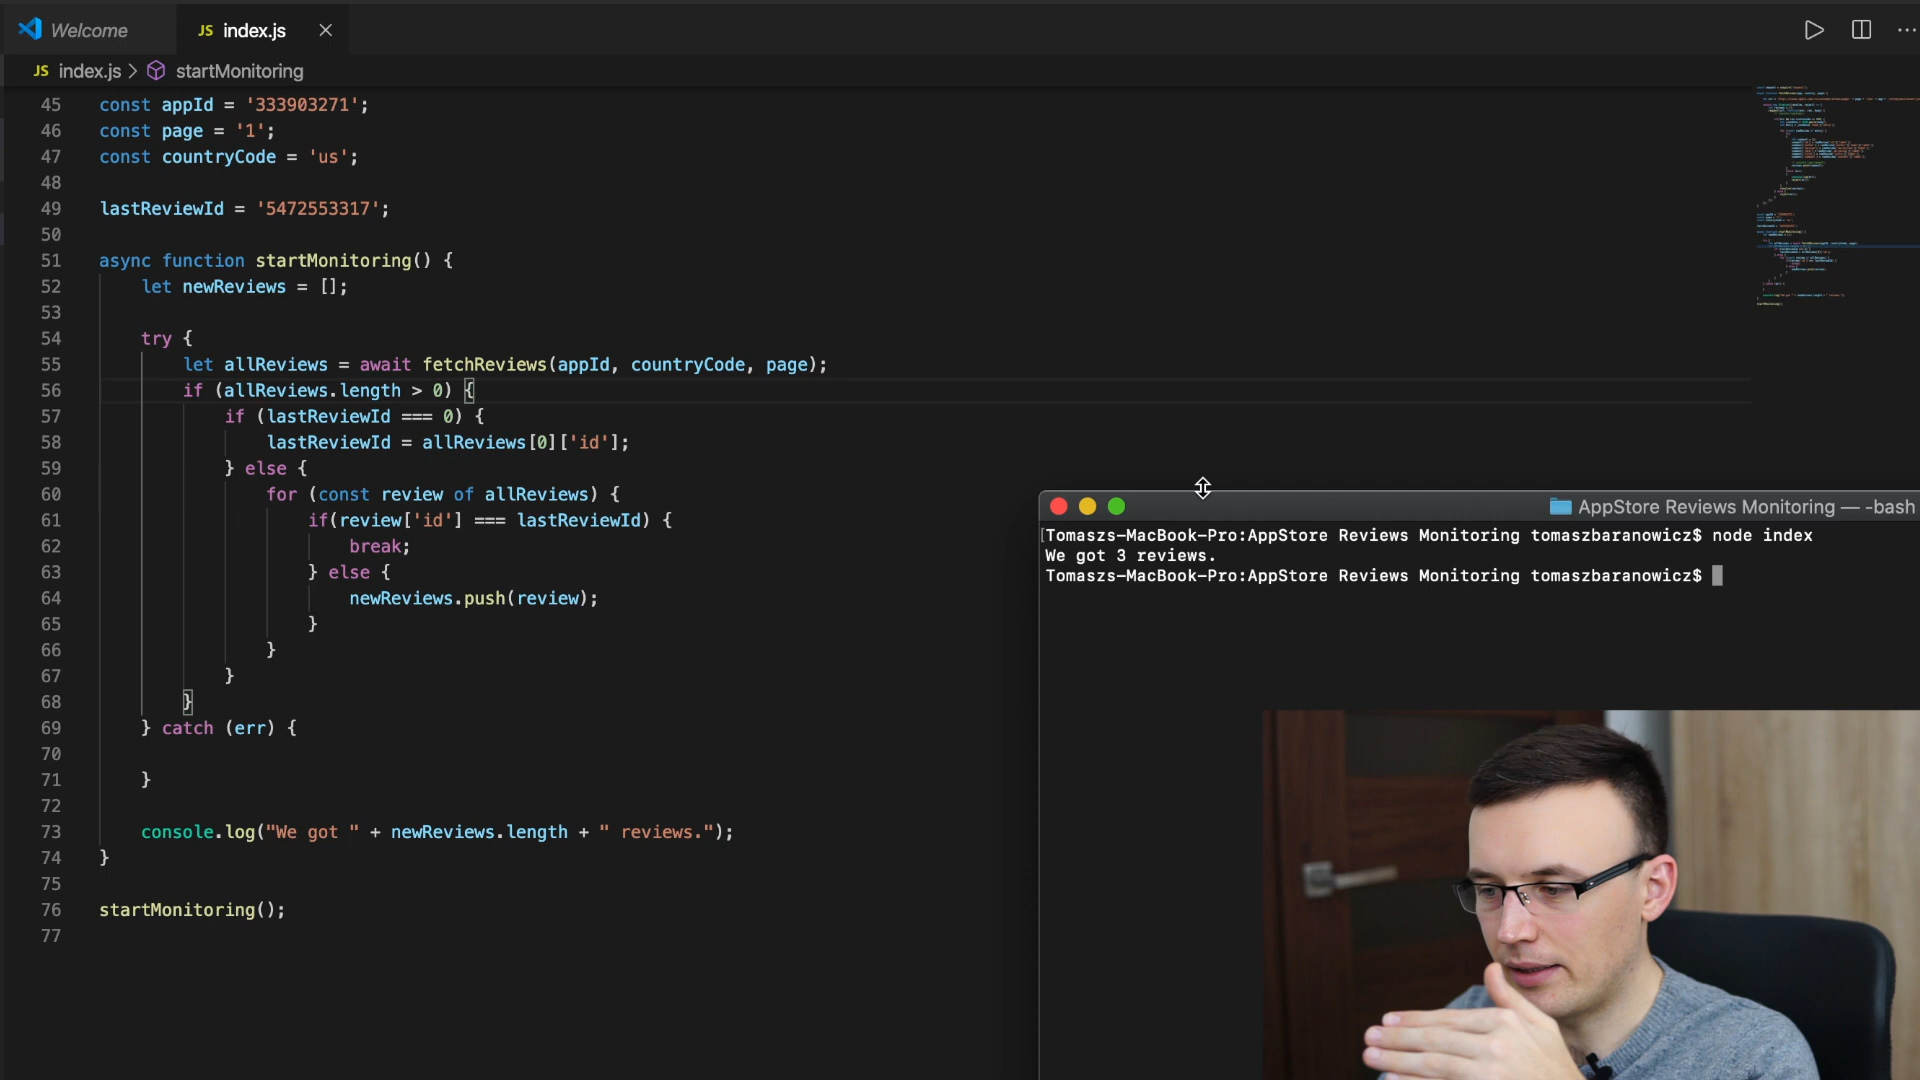 Welcome
JS index.js
JS index.js > startMonitoring
45 const appId = '333903271';
46 const page = '1';
47 const countryCode = 'us';
48
49 lastReviewId = '5472553317';
50
51 async function startMonitoring() {
52 let newReviews = [];
53
54 try {
55 let allReviews = await fetchReviews(appId, countryCode, page);
56 if (allReviews.length > 0) {
57 if (lastReviewId === 0) {
58 lastReviewId = allReviews[0]['id'];
59 } else {
60 for (const review of allReviews) {
61 if(review['id'] === lastReviewId) {
62 break;
63 } else {
64 newReviews.push(review);
65 }
66 }
67 }
68 }
69 } catch (err) {
70
71 }
72
73 console.log("We got " + newReviews.length + " reviews.");
74 }
75
76 startMonitoring();
77
AppStore Reviews Monitoring — -bash
[Tomaszs-MacBook-Pro:AppStore Reviews Monitoring tomaszbaranowicz$ node index
We got 3 reviews.
Tomaszs-MacBook-Pro:AppStore Reviews Monitoring tomaszbaranowicz$